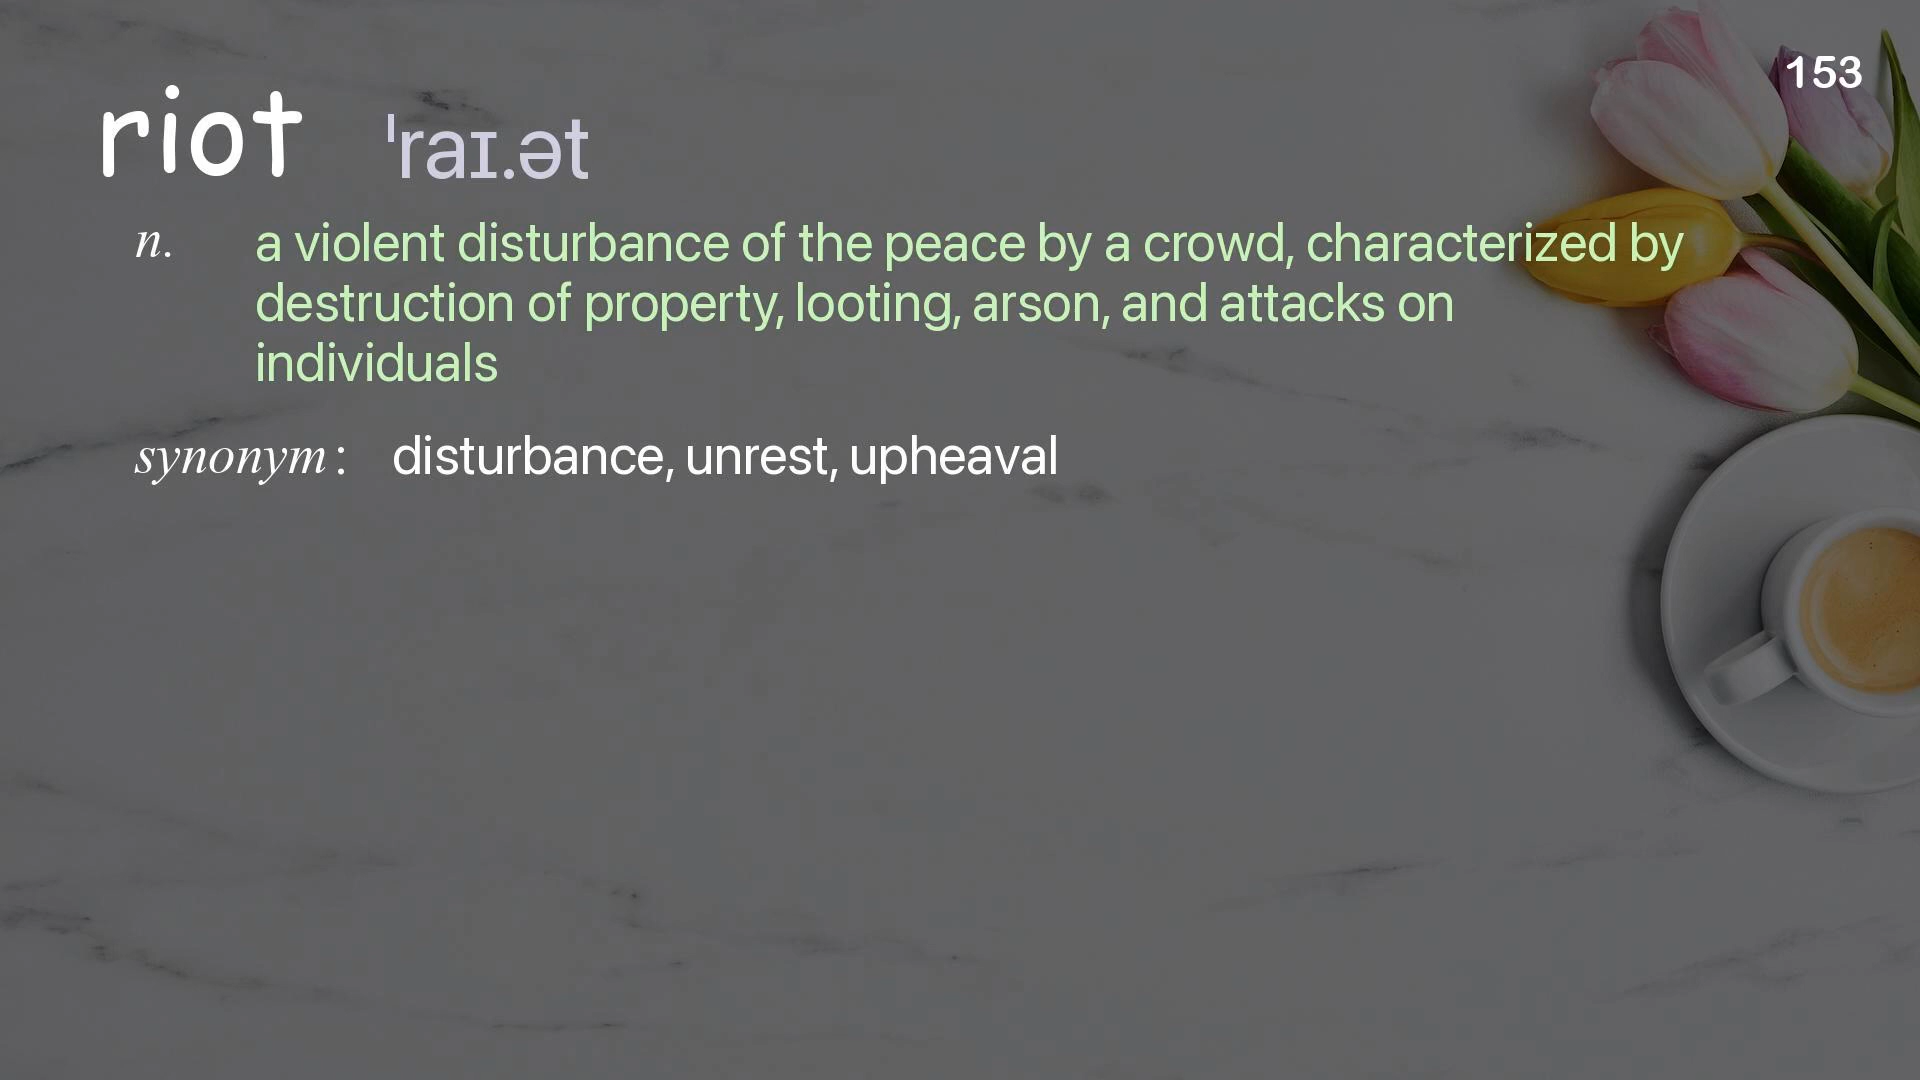 153
riot ˈraɪ.ət
n. a violent disturbance of the peace by a crowd, characterized by
destruction of property, looting, arson, and attacks on
individuals
synonym: disturbance, unrest, upheaval